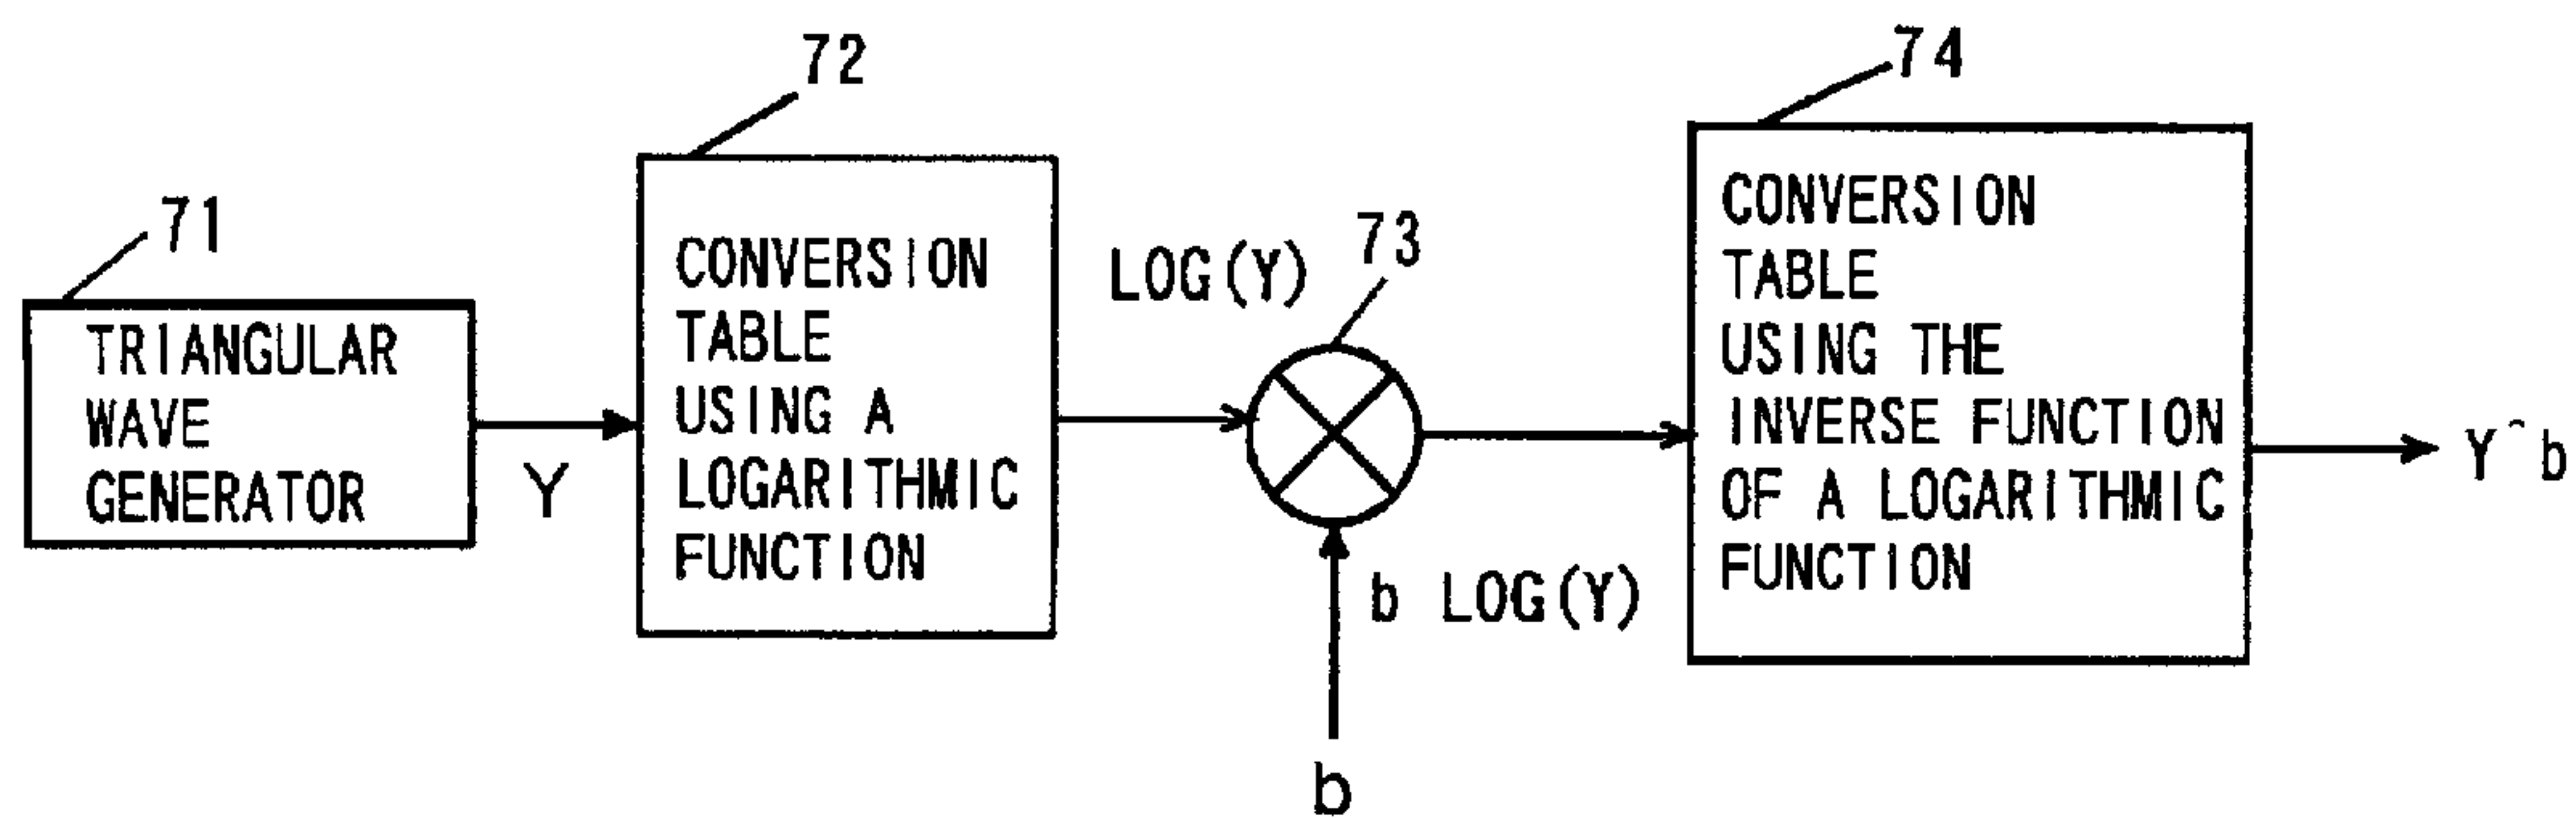 71
TRIANGULAR
WAVE
GENERATOR
Y
72
CONVERSION
TABLE
USING A
LOGARITHMIC
FUNCTION
LOG(Y)
73
b LOG(Y)
b
74
CONVERSION
TABLE
USING THE
INVERSE FUNCTION
OF A LOGARITHMIC
FUNCTION
Yˆb